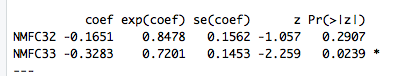 coef exp(coef) se(coef) z Pr(>|z|)
NMFC32 -0.1651 0.8478 0.1562 -1.057 0.2907
NMFC33 -0.3283 0.7201 0.1453 -2.259 0.0239 *
---